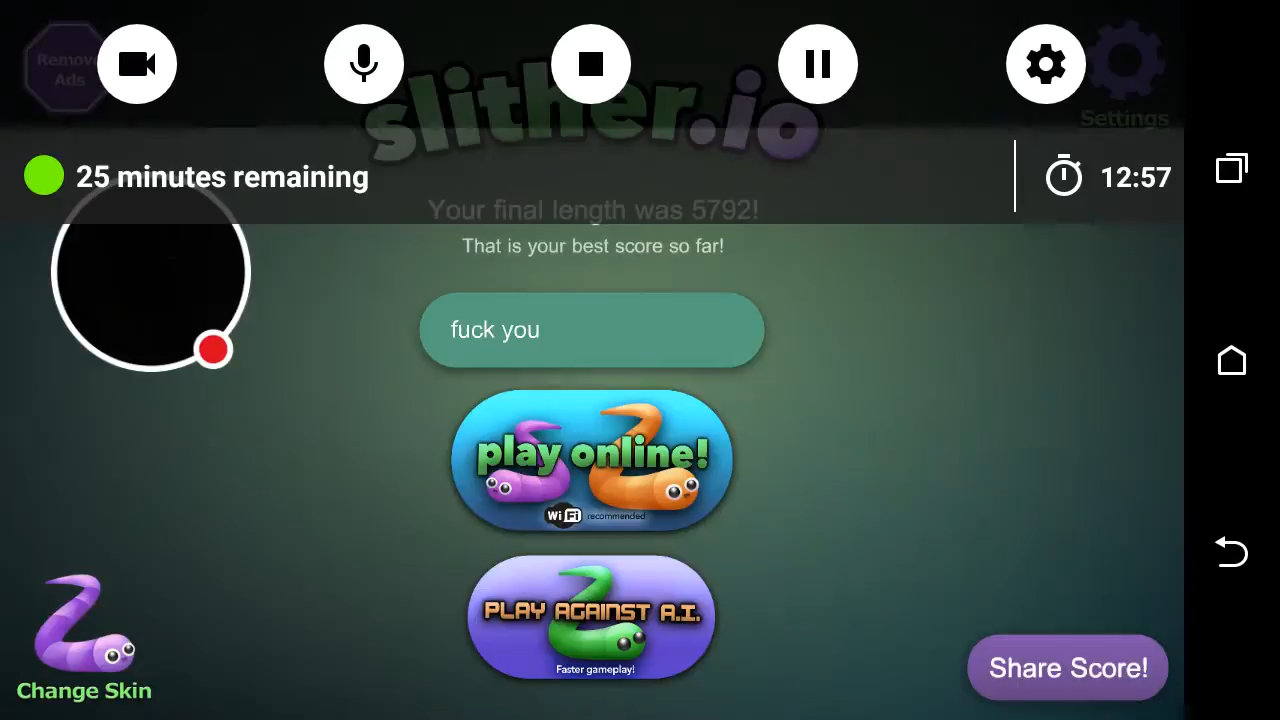 Remove
Ads
slither.io
Settings
25 minutes remaining
12:57
Your final length was 5792!
That is your best score so far!
fuck you
play online!
WiFi recommended
PLAY AGAINST A.I.
Faster gameplay!
Change Skin
Share Score!